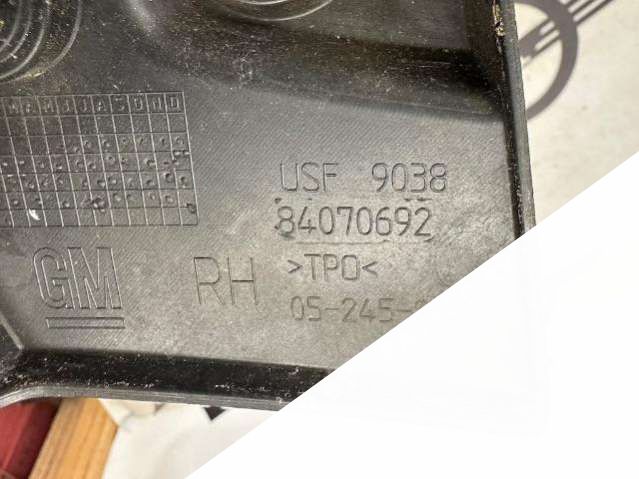 M A M J J A S O N D
USF 9038
84070692
GM
RH
>TPO<
05-245-